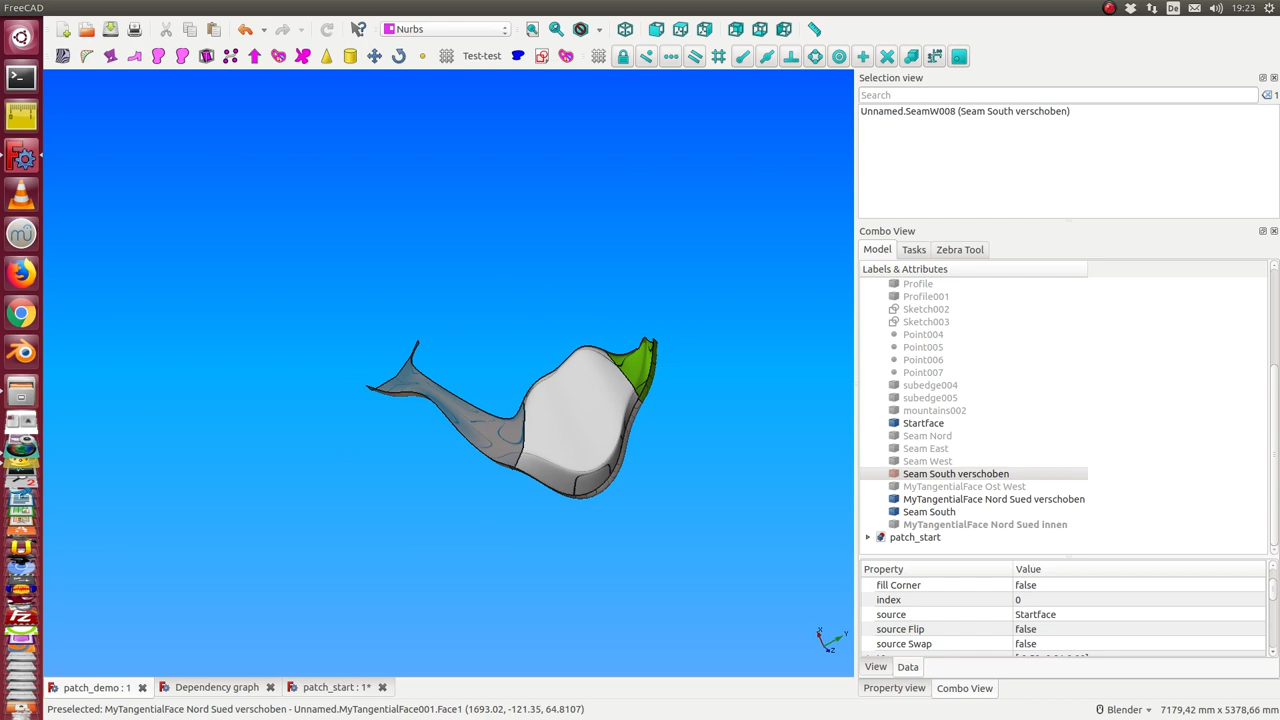 FreeCAD
De
19:23
Nurbs
Test-test
Selection view
Search
1
Unnamed.SeamW008 (Seam South verschoben)
Combo View
Model
Tasks
Zebra Tool
Labels & Attributes
Profile
Profile001
Sketch002
Sketch003
Point004
Point005
Point006
Point007
subedge004
subedge005
mountains002
Startface
Seam Nord
Seam East
Seam West
Seam South verschoben
MyTangentialFace Ost West
MyTangentialFace Nord Sued verschoben
Seam South
MyTangentialFace Nord Sued innen
patch_start
Property Value
fill Corner false
index 0
source Startface
source Flip false
source Swap false
View
Data
Property view
Combo View
patch_demo : 1
Dependency graph
patch_start : 1*
X
Y
Z
Preselected: MyTangentialFace Nord Sued verschoben - Unnamed.MyTangentialFace001.Face1 (1693.02, -121.35, 64.8107)
Blender
7179,42 mm x 5378,66 mm